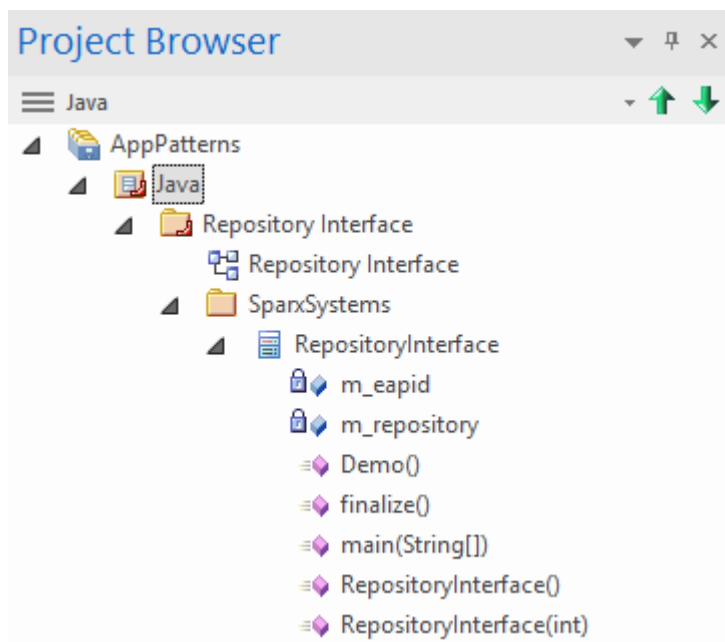 Project Browser
Java
AppPatterns
Java
Repository Interface
Repository Interface
SparxSystems
RepositoryInterface
m_eapid
m_repository
Demo()
finalize()
main(String[])
RepositoryInterface()
RepositoryInterface(int)